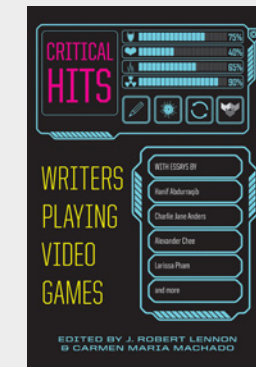 CRITICAL
HITS
75%
40%
65%
90%
WRITERS
PLAYING
VIDEO
GAMES
WITH ESSAYS BY
Hanif Abdurraqib
Charlie Jane Anders
Alexander Chee
Larissa Pham
and more
EDITED BY J. ROBERT LENNON
& CARMEN MARIA MACHADO